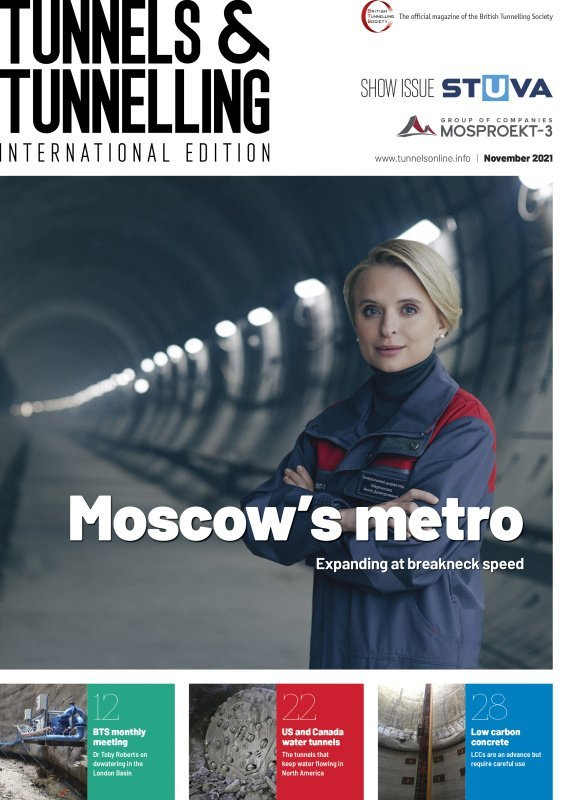 TUNNELS &
TUNNELLING
INTERNATIONAL EDITION
BRITISH
TUNNELLING
SOCIETY
The official magazine of the British Tunnelling Society
SHOW ISSUE STUVA
GROUP OF COMPANIES
MOSPROEKT-3
www.tunnelsonline.info | November 2021
Moscow's metro
Expanding at breakneck speed
12
BTS monthly
meeting
Dr Toby Roberts on
dewatering in the
London Basin
22
US and Canada
water tunnels
The tunnels that
keep water flowing in
North America
28
Low carbon
concrete
LCCs are an advance but
require careful use